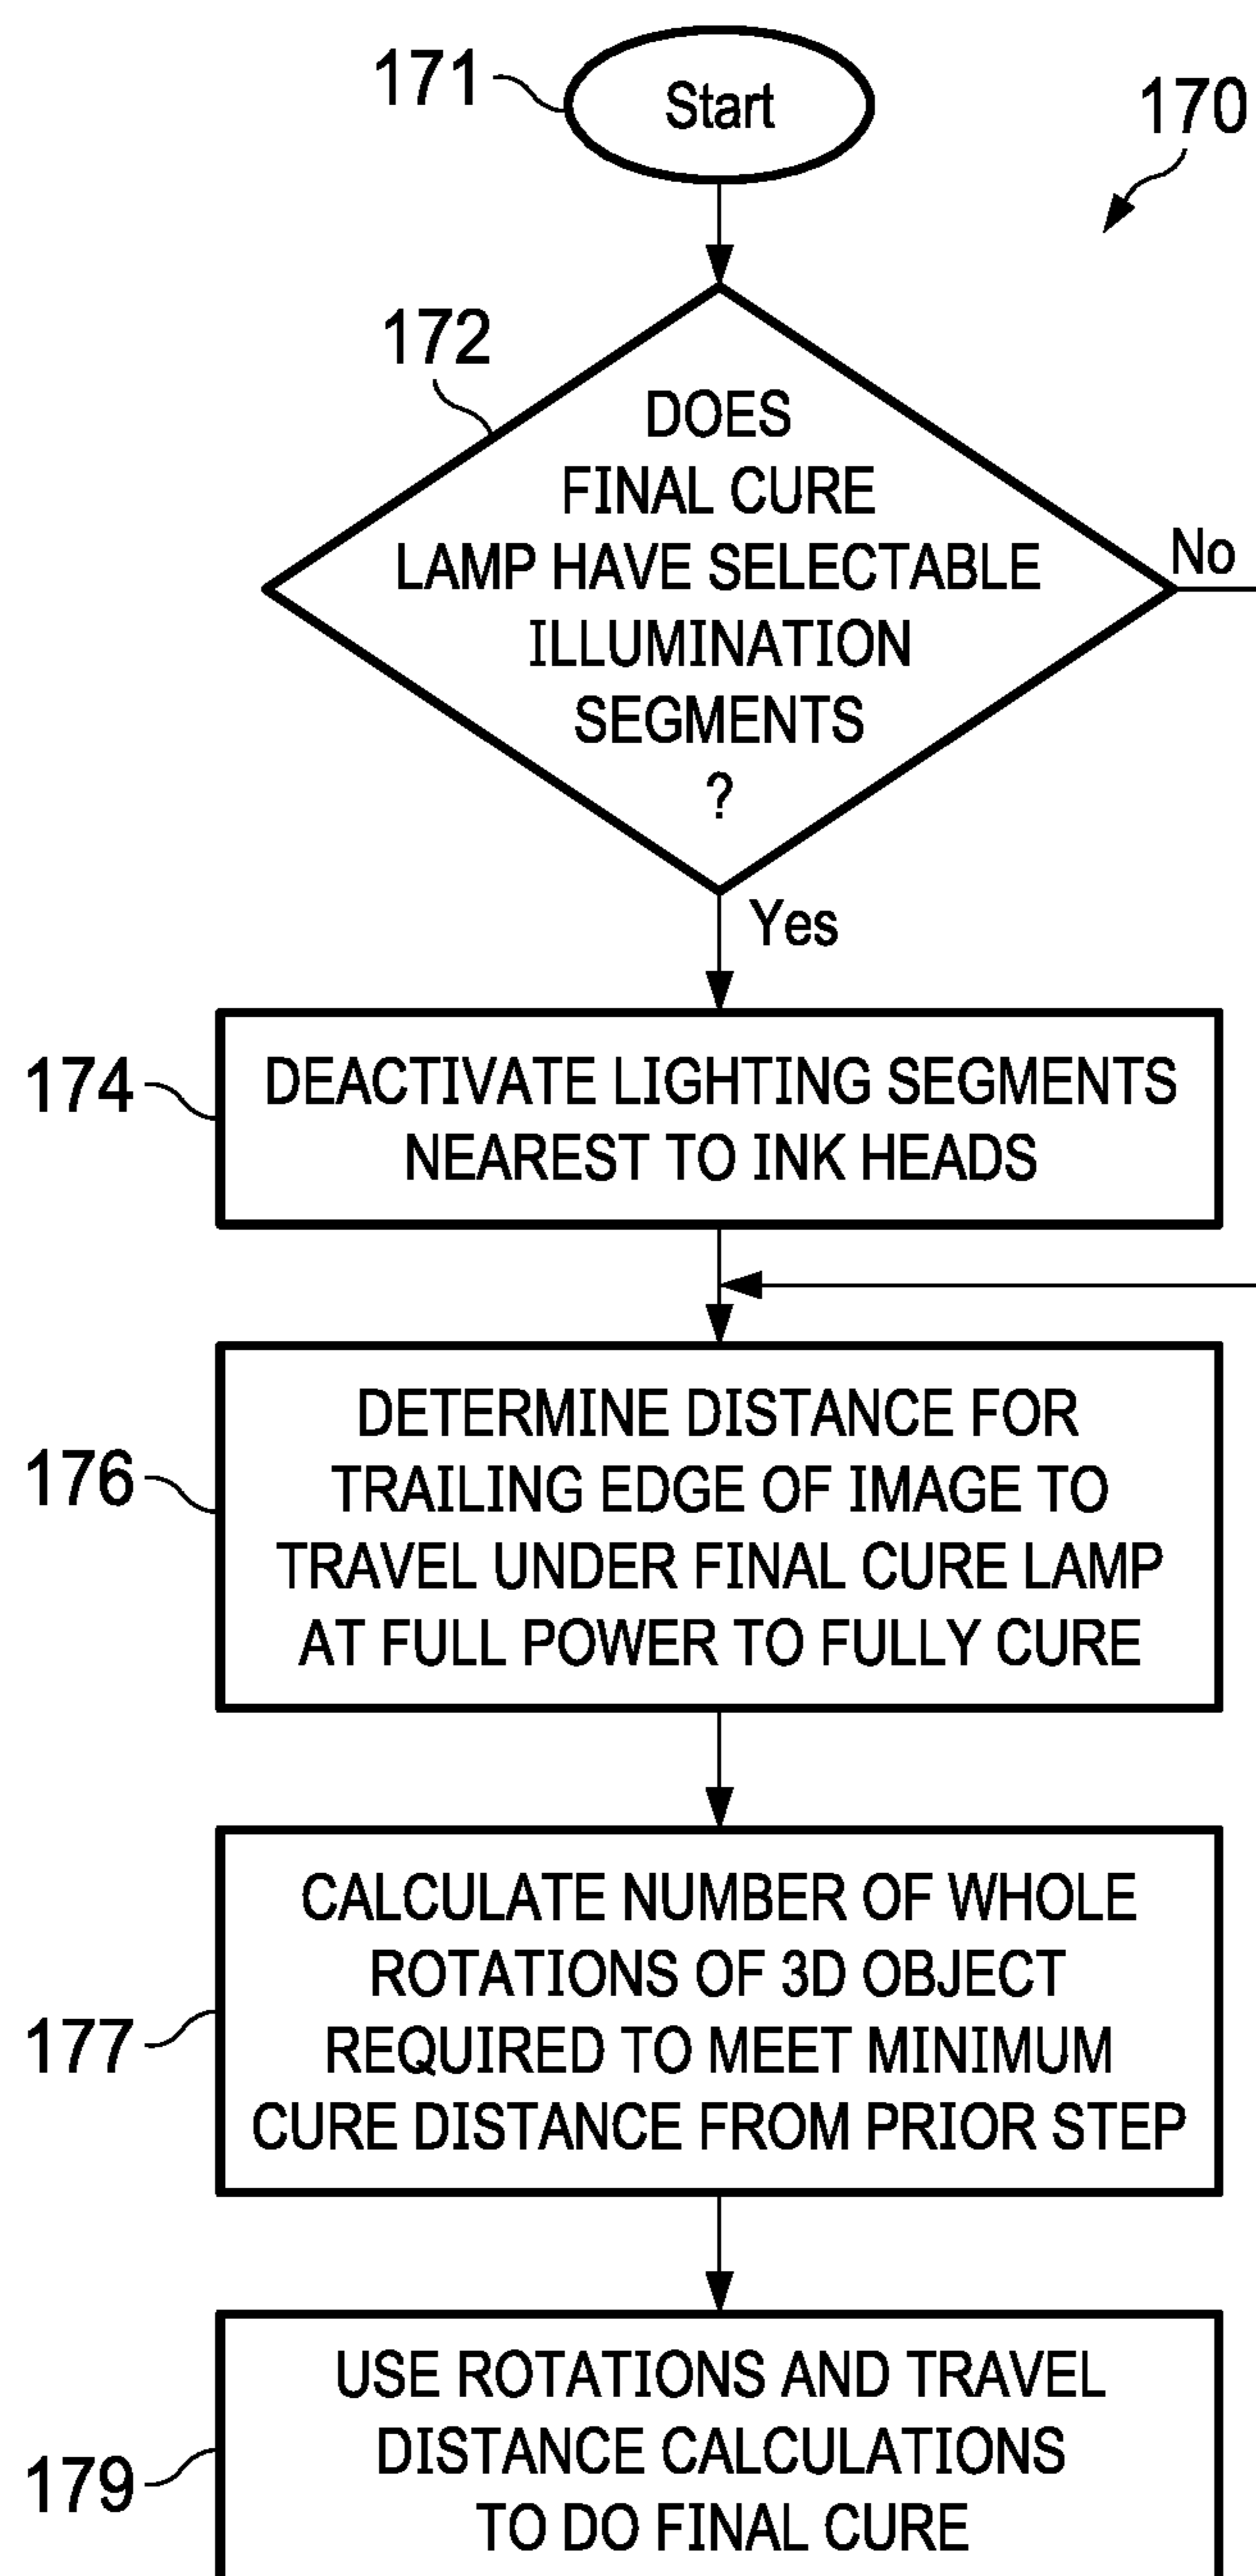 171
Start
170
172
DOES
FINAL CURE
LAMP HAVE SELECTABLE
ILLUMINATION
SEGMENTS
?
No
Yes
174
DEACTIVATE LIGHTING SEGMENTS
NEAREST TO INK HEADS
176
DETERMINE DISTANCE FOR
TRAILING EDGE OF IMAGE TO
TRAVEL UNDER FINAL CURE LAMP
AT FULL POWER TO FULLY CURE
177
CALCULATE NUMBER OF WHOLE
ROTATIONS OF 3D OBJECT
REQUIRED TO MEET MINIMUM
CURE DISTANCE FROM PRIOR STEP
179
USE ROTATIONS AND TRAVEL
DISTANCE CALCULATIONS
TO DO FINAL CURE